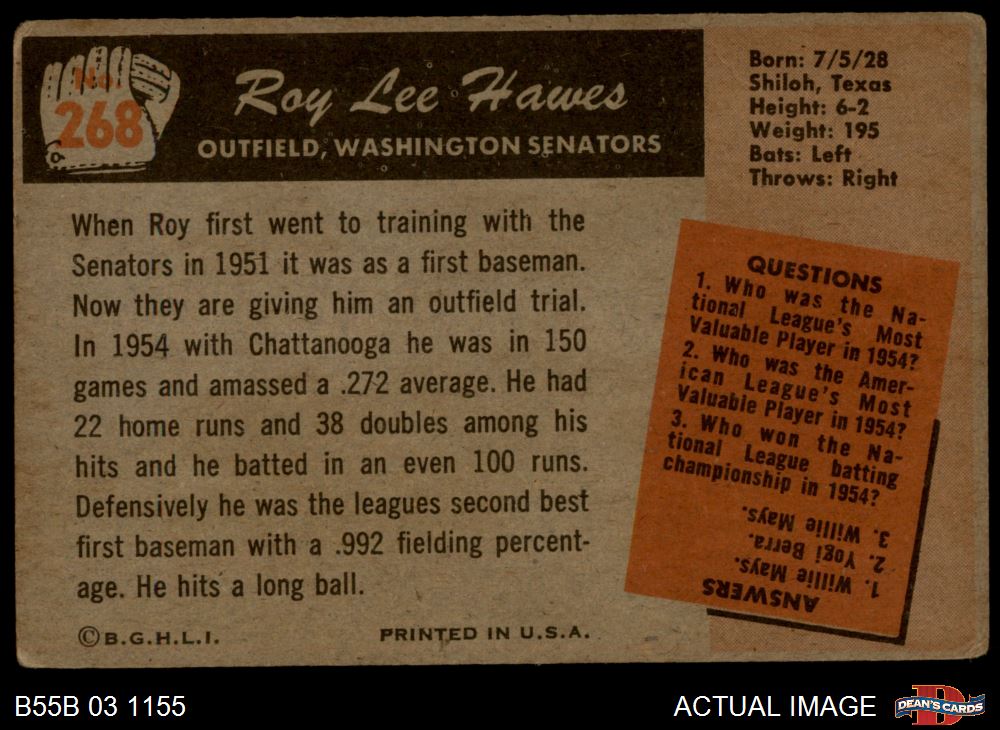 No.
268
Roy Lee Hawes
OUTFIELD, WASHINGTON SENATORS
Born: 7/5/28
Shiloh, Texas
Height: 6-2
Weight: 195
Bats: Left
Throws: Right
When Roy first went to training with the
Senators in 1951 it was as a first baseman.
Now they are giving him an outfield trial.
In 1954 with Chattanooga he was in 150
games and amassed a .272 average. He had
22 home runs and 38 doubles among his
hits and he batted in an even 100 runs.
Defensively he was the leagues second best
first baseman with a .992 fielding percent-
age. He hits a long ball.
©B.G.H.L.I.
PRINTED IN U.S.A.
QUESTIONS
1. Who was the Na-
tional League's Most
Valuable Player in 1954?
2. Who was the Amer-
ican League's Most
Valuable Player in 1954?
3. Who won the Na-
tional League batting
championship in 1954?
ANSWERS
1. Willie Mays.
2. Yogi Berra.
3. Willie Mays.
B55B 03 1155
ACTUAL IMAGE
D
DEAN'S CARDS